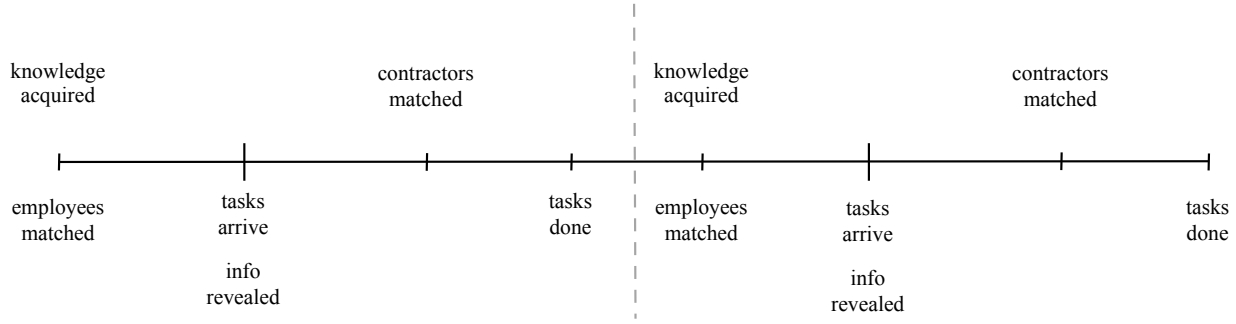 knowledge
acquired
contractors
matched
knowledge
acquired
contractors
matched
employees
matched
tasks
arrive
info
revealed
tasks
done
employees
matched
tasks
arrive
info
revealed
tasks
done